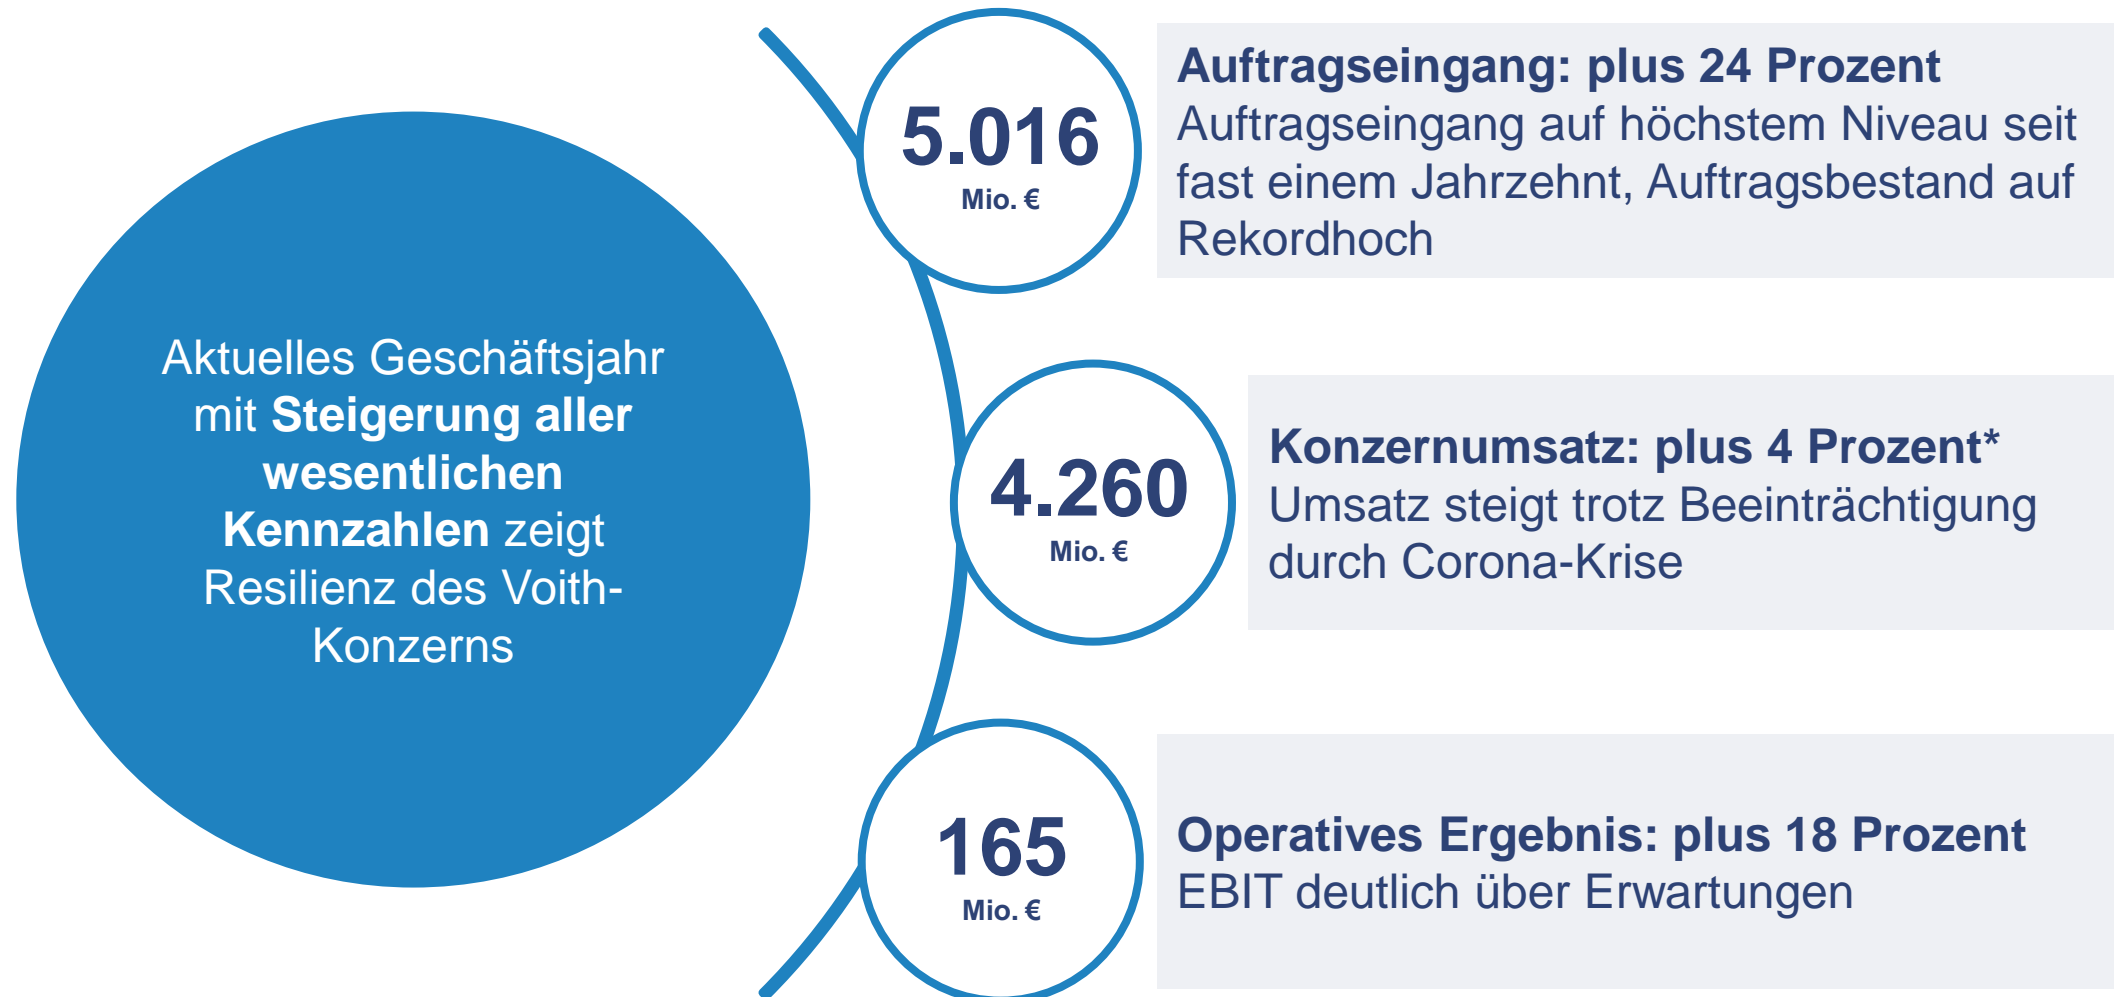 Aktuelles Geschäftsjahr
mit Steigerung aller
wesentlichen
Kennzahlen zeigt
Resilienz des Voith-
Konzerns
5.016
Mio. €
Auftragseingang: plus 24 Prozent
Auftragseingang auf höchstem Niveau seit
fast einem Jahrzehnt, Auftragsbestand auf
Rekordhoch
4.260
Mio. €
Konzernumsatz: plus 4 Prozent*
Umsatz steigt trotz Beeinträchtigung
durch Corona-Krise
165
Mio. €
Operatives Ergebnis: plus 18 Prozent
EBIT deutlich über Erwartungen